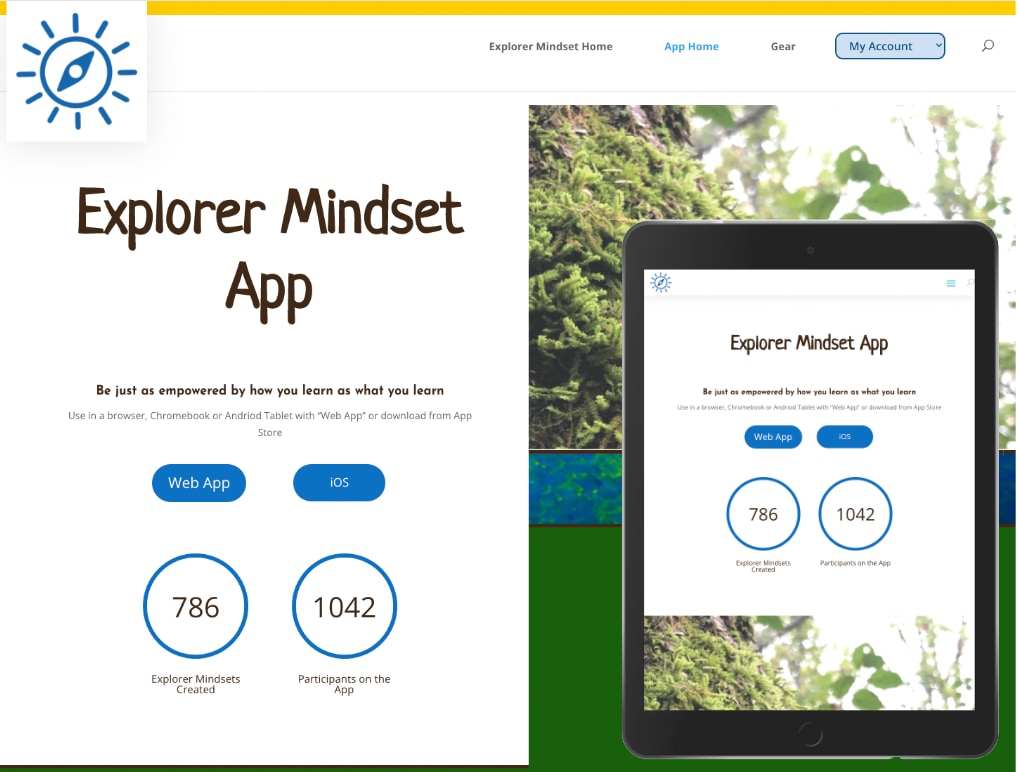 Explorer Mindset Home App Home Gear My Account
Explorer Mindset
App
Be just as empowered by how you learn as what you learn
Use in a browser, Chromebook or Andriod Tablet with “Web App” or download from App
Store
Web App iOS
786 1042
Explorer Mindsets
Created
Participants on the
App
Explorer Mindset App
Be just as empowered by how you learn as what you learn
Use in a browser, Chromebook or Andriod Tablet with “Web App” or download from App Store
Web App iOS
786 1042
Explorer Mindsets
Created
Participants on the App